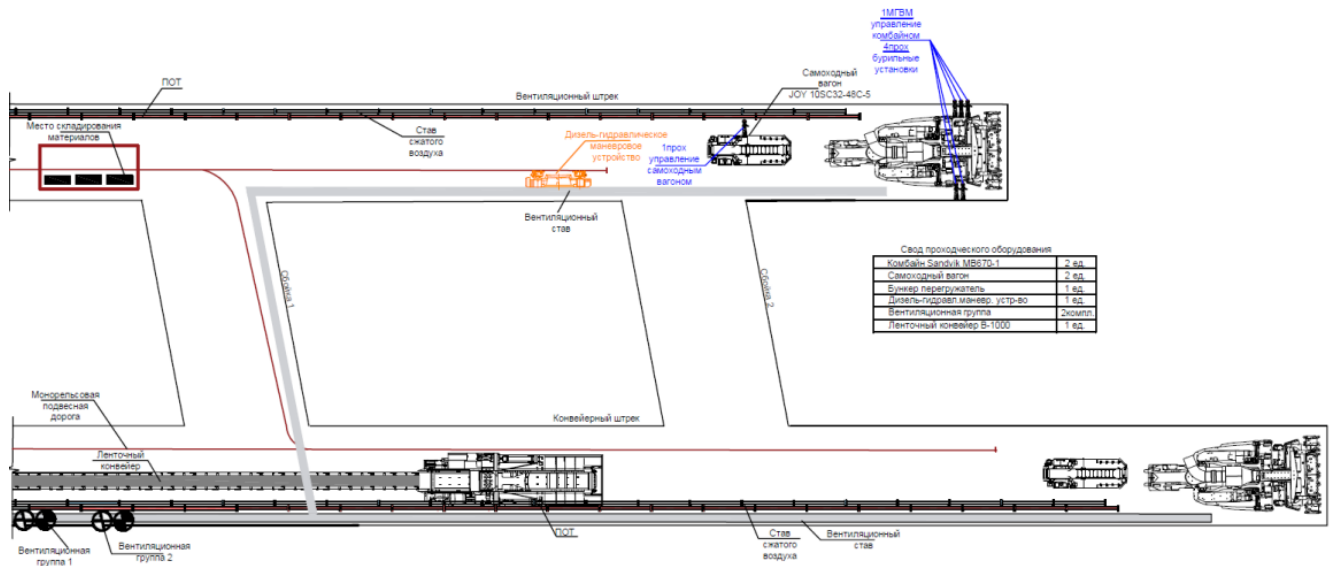 1МГВМ
управление
комбайном
4прох
бурильные
установки
Самоходный
вагон
JOY 10SC32-48C-5
ПОТ
Вентиляционный штрек
Место складирования
материалов
Став
сжатого
воздуха
Дизель-гидравлическое
маневровое
устройство
1прох
управление
самоходным
вагоном
Вентиляционный
став
Сбойка 1
Сбойка 2
Свод проходческого оборудования
Комбайн Sandvik MB670-1 2 ед.
Самоходный вагон 2 ед.
Бункер перегружатель 1 ед.
Дизель-гидравл.маневр. устр-во 1 ед.
Вентиляционная группа 2компл.
Ленточный конвейер В-1000 1 ед.
Монорельсовая
подвесная
дорога
Конвейерный штрек
Ленточный
конвейер
Вентиляционная
группа 1
Вентиляционная
группа 2
ПОТ
Став
сжатого
воздуха
Вентиляционный
став